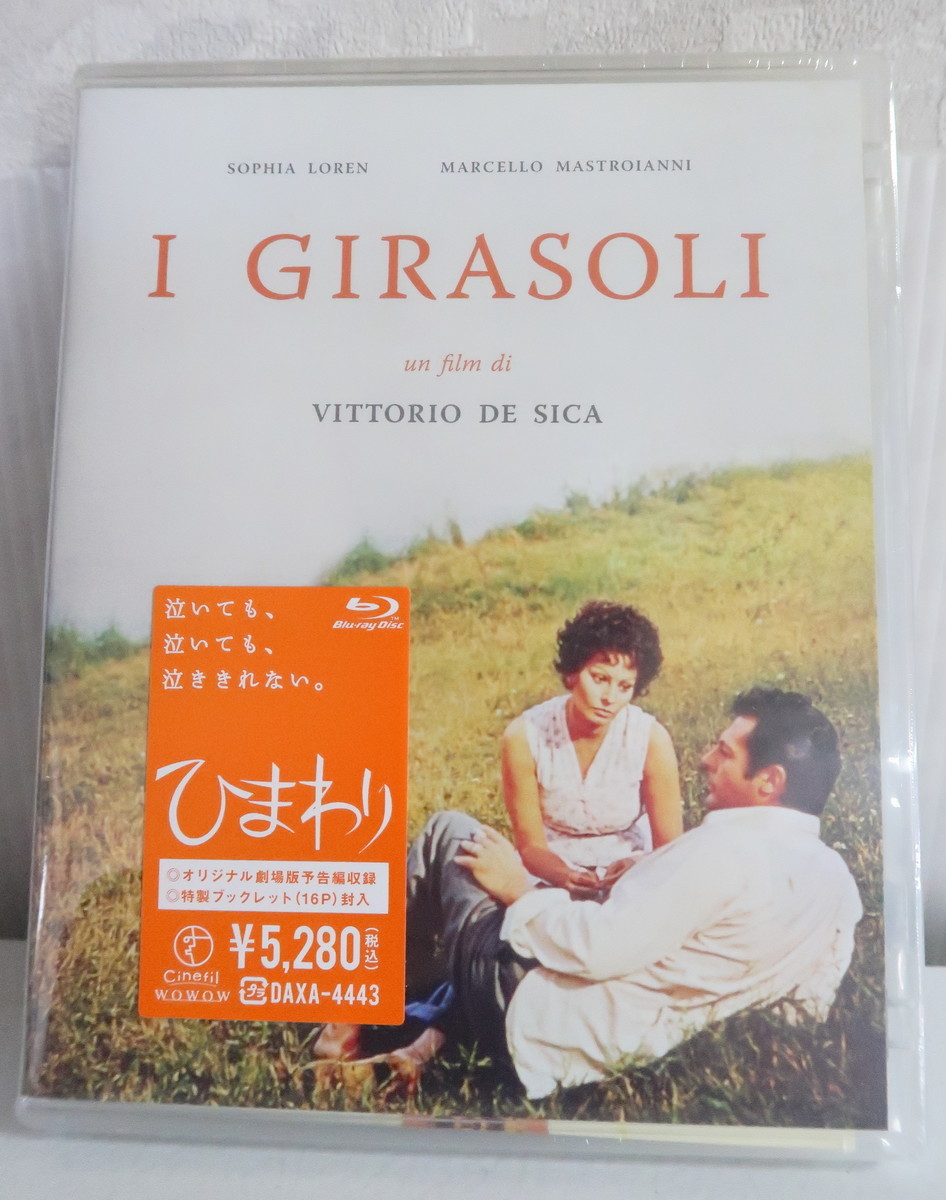 SOPHIA LOREN MARCELLO MASTROIANNI
I GIRASOLI
un film di
VITTORIO DE SICA
泣いても、
泣いても、
泣ききれない。
Blu-ray Disc™
ひまわり
◎オリジナル劇場版予告編収録
◎特製ブックレット(16P)封入
Cinefil
WOWOW
¥5,280(税込)
プラ DAXA-4443